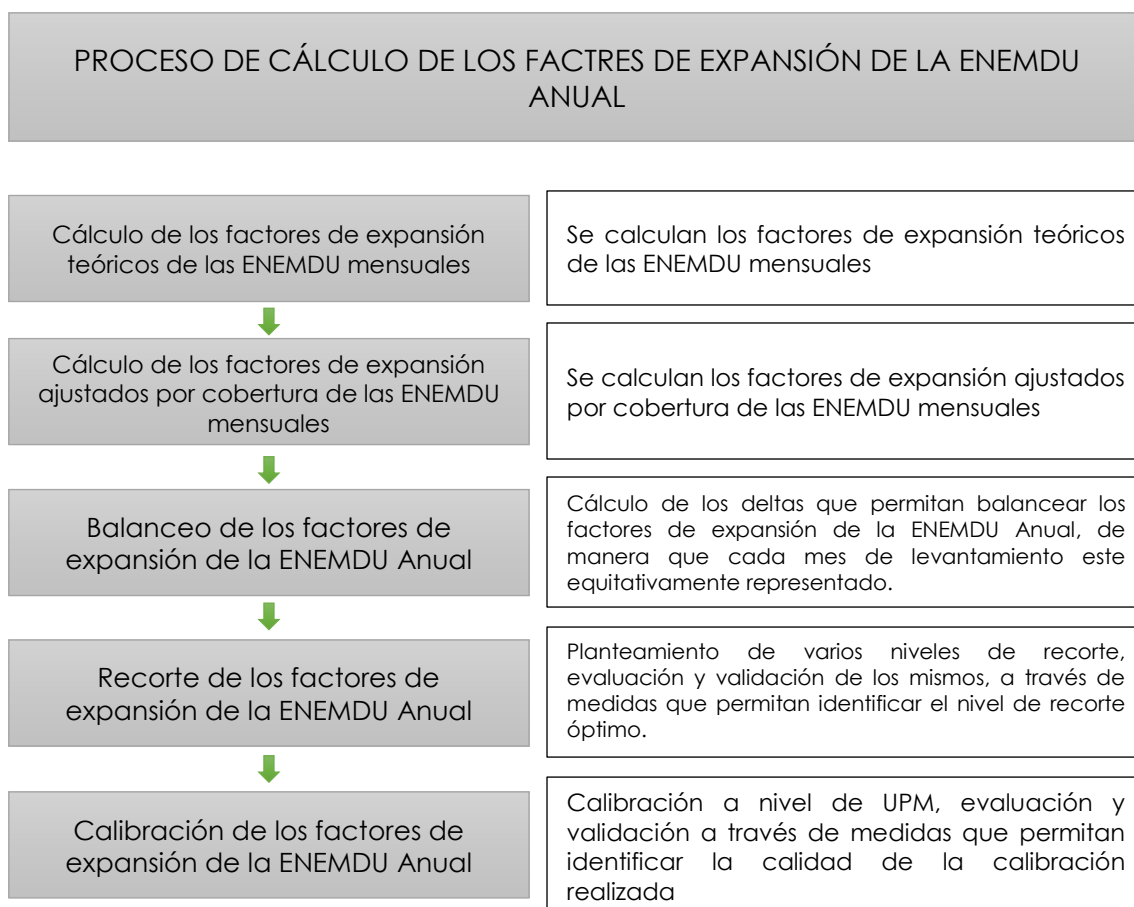 PROCESO DE CÁLCULO DE LOS FACTRES DE EXPANSIÓN DE LA ENEMDU
ANUAL
Cálculo de los factores de expansión
teóricos de las ENEMDU mensuales
Se calculan los factores de expansión teóricos
de las ENEMDU mensuales
Cálculo de los factores de expansión
ajustados por cobertura de las ENEMDU
mensuales
Se calculan los factores de expansión ajustados
por cobertura de las ENEMDU mensuales
Balanceo de los factores de
expansión de la ENEMDU Anual
Cálculo de los deltas que permitan balancear los
factores de expansión de la ENEMDU Anual, de
manera que cada mes de levantamiento este
equitativamente representado.
Recorte de los factores de
expansión de la ENEMDU Anual
Planteamiento de varios niveles de recorte,
evaluación y validación de los mismos, a través de
medidas que permitan identificar el nivel de recorte
óptimo.
Calibración de los factores de
expansión de la ENEMDU Anual
Calibración a nivel de UPM, evaluación y
validación a través de medidas que permitan
identificar la calidad de la calibración
realizada